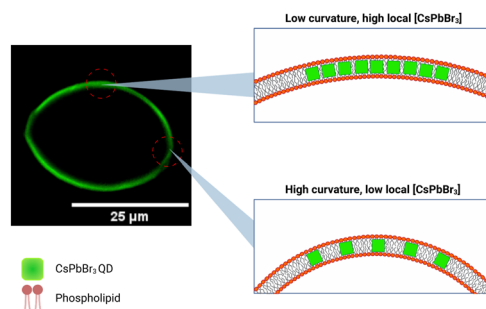 Low curvature, high local [CsPbBr₃]
25 μm
High curvature, low local [CsPbBr₃]
CsPbBr₃ QD
Phospholipid